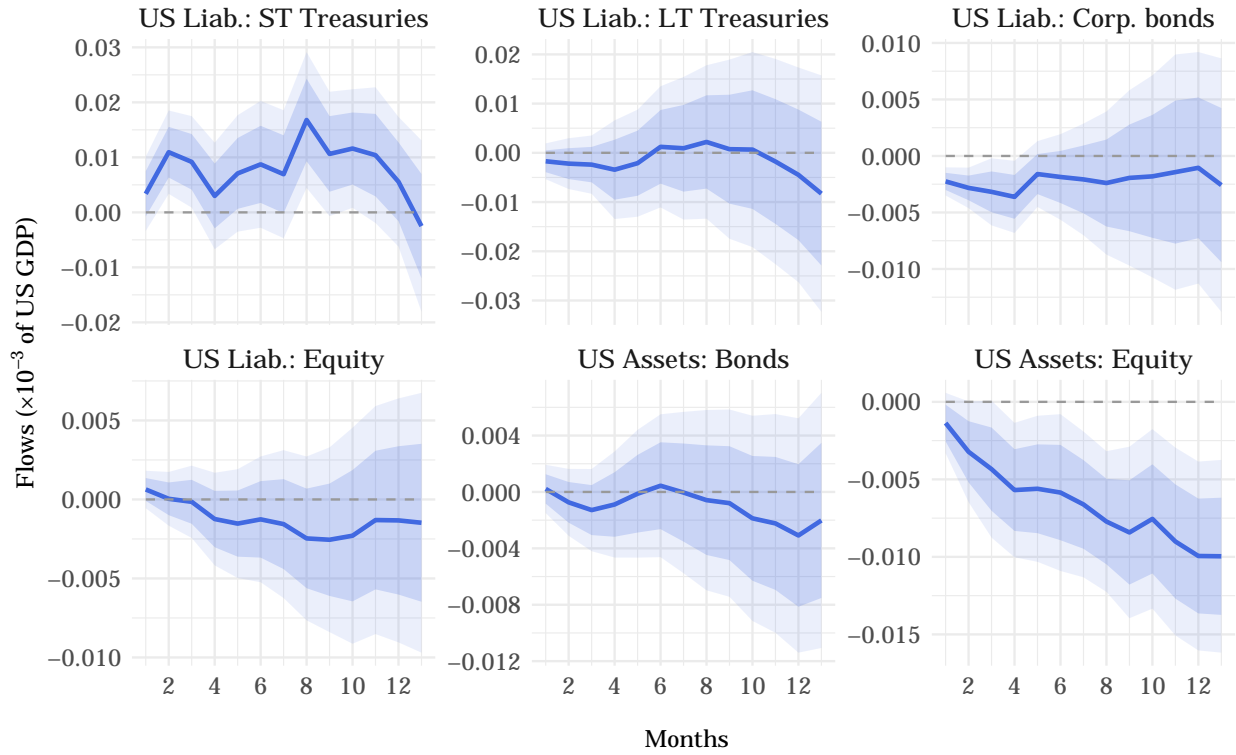 US Liab.: ST Treasuries
US Liab.: LT Treasuries
US Liab.: Corp. bonds
0.03
0.02
0.01
0.00
−0.01
−0.02
0.02
0.01
0.00
−0.01
−0.02
−0.03
0.010
0.005
0.000
−0.005
−0.010
US Liab.: Equity
US Assets: Bonds
US Assets: Equity
0.005
0.000
−0.005
−0.010
0.004
0.000
−0.004
−0.008
−0.012
0.000
−0.005
−0.010
−0.015
2 4 6 8 10 12
2 4 6 8 10 12
2 4 6 8 10 12
Months
Flows (×10⁻³ of US GDP)